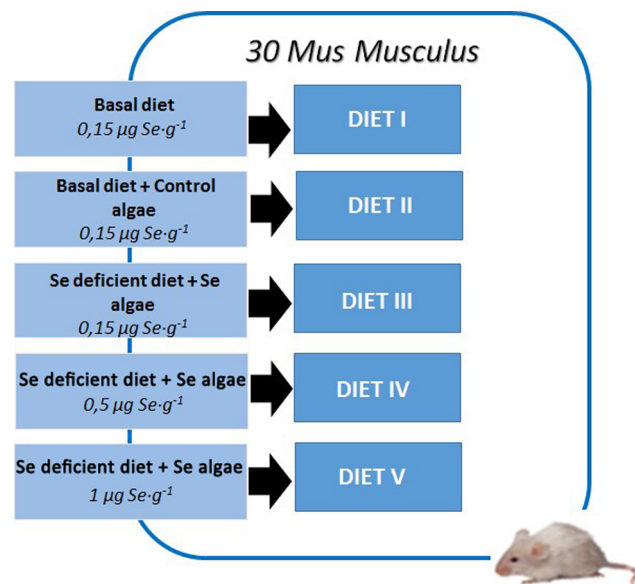 30 Mus Musculus
Basal diet
0,15 µg Se·g⁻¹
DIET I
Basal diet + Control
algae
0,15 µg Se·g⁻¹
DIET II
Se deficient diet + Se
algae
0,15 µg Se·g⁻¹
DIET III
Se deficient diet + Se algae
0,5 µg Se·g⁻¹
DIET IV
Se deficient diet + Se algae
1 µg Se·g⁻¹
DIET V